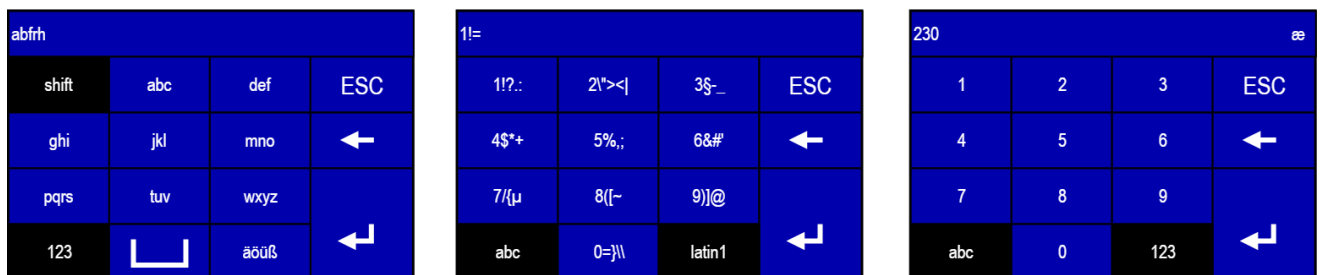 abfrh
shift abc def ESC
ghi jkl mno
pqrs tuv wxyz
123 äöüß
1!=
1!?.: 2\"><| 3§-_ ESC
4$*+ 5%,; 6&#'
7/{µ 8([~ 9)]@
abc 0=}\\ latin1
230 æ
1 2 3 ESC
4 5 6
7 8 9
abc 0 123